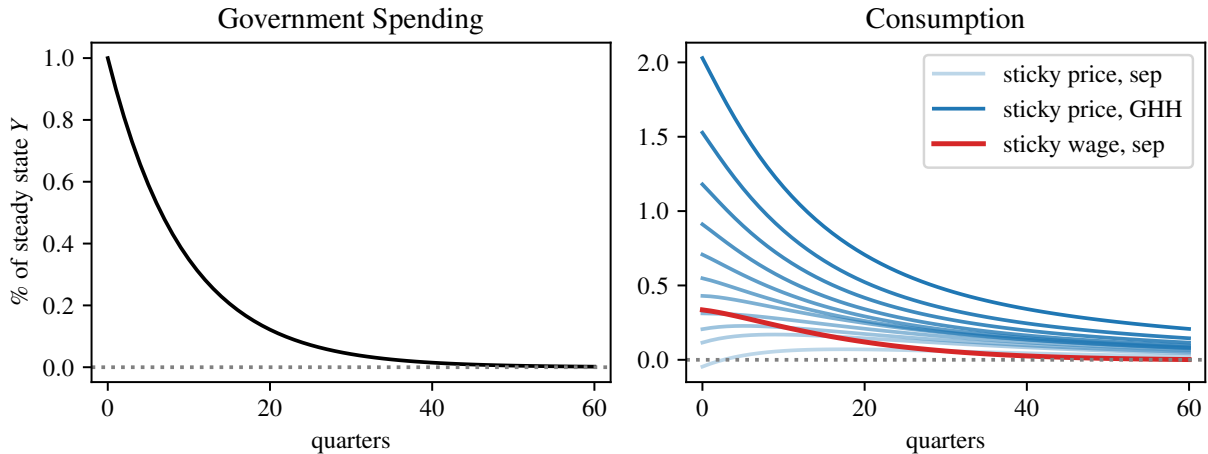 Government Spending
% of steady state Y
1.0
0.8
0.6
0.4
0.2
0.0
0
20
40
60
quarters
Consumption
2.0
1.5
1.0
0.5
0.0
sticky price, sep
sticky price, GHH
sticky wage, sep
0
20
40
60
quarters